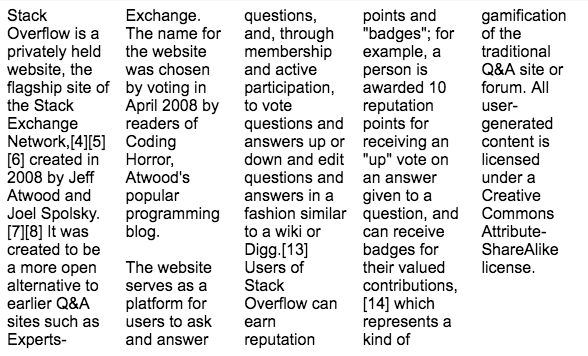 Stack
Overflow is a
privately held
website, the
flagship site of
the Stack
Exchange
Network,[4][5]
[6] created in
2008 by Jeff
Atwood and
Joel Spolsky.
[7][8] It was
created to be
a more open
alternative to
earlier Q&A
sites such as
Experts-
Exchange.
The name for
the website
was chosen
by voting in
April 2008 by
readers of
Coding
Horror,
Atwood's
popular
programming
blog.

The website
serves as a
platform for
users to ask
and answer
questions,
and, through
membership
and active
participation,
to vote
questions and
answers up or
down and edit
questions and
answers in a
fashion similar
to a wiki or
Digg.[13]
Users of
Stack
Overflow can
earn
reputation
points and
"badges"; for
example, a
person is
awarded 10
reputation
points for
receiving an
"up" vote on
an answer
given to a
question, and
can receive
badges for
their valued
contributions,
[14] which
represents a
kind of
gamification
of the
traditional
Q&A site or
forum. All
user-
generated
content is
licensed
under a
Creative
Commons
Attribute-
ShareAlike
license.